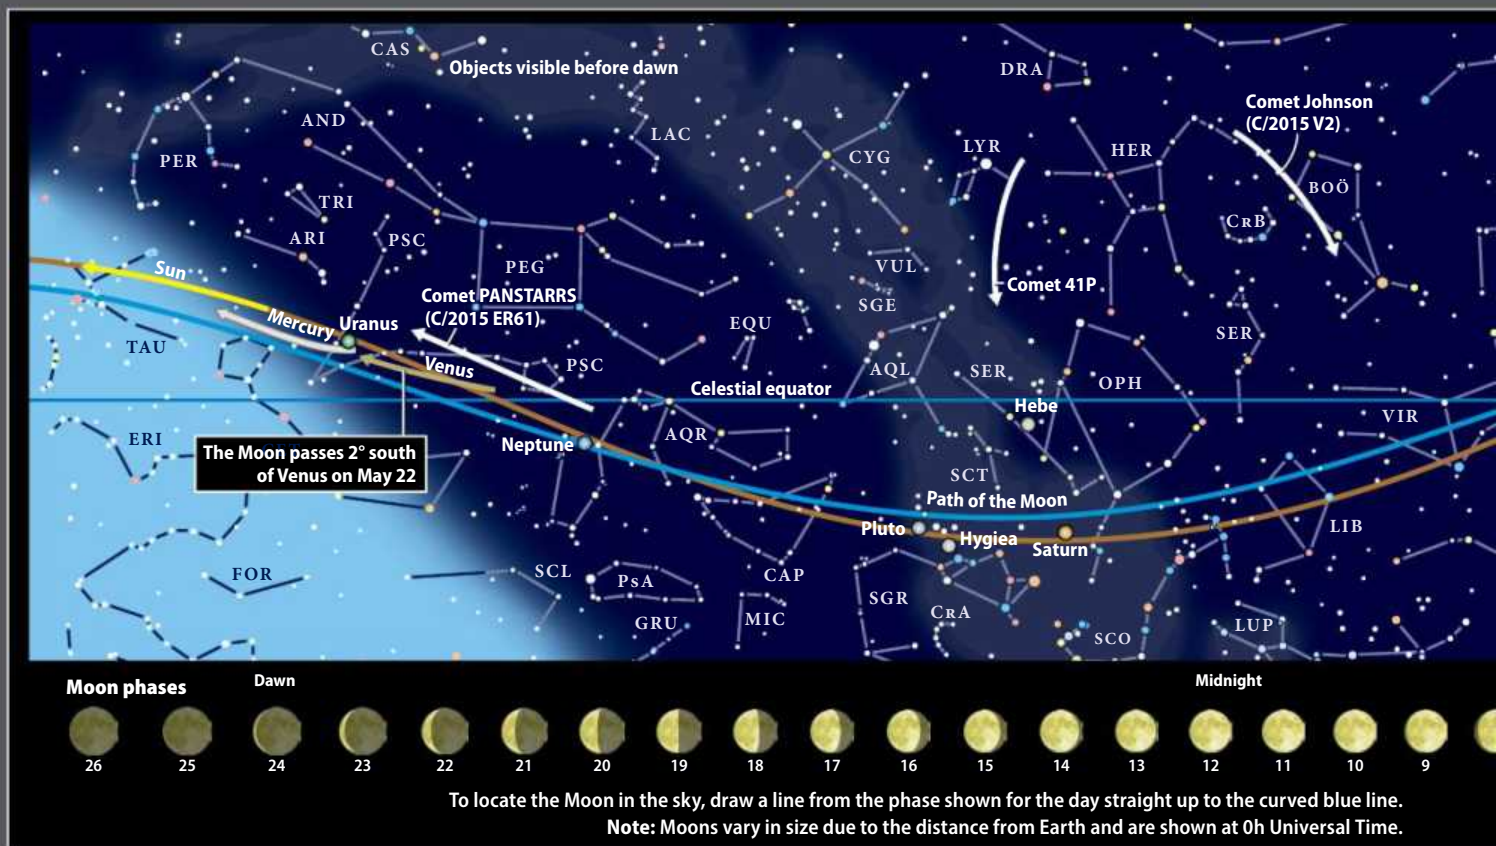 CAS
Objects visible before dawn
DRA
Comet Johnson
(C/2015 V2)
AND
LAC
LYR
HER
PER
CYG
BOÖ
TRI
CrB
ARI
PSC
VUL
Sun
PEG
Comet PANSTARRS
(C/2015 ER61)
Comet 41P
SGE
Mercury
Uranus
EQU
SER
TAU
Venus
PSC
AQL
SER
OPH
Celestial equator
Hebe
VIR
ERI
Neptune
AQR
The Moon passes 2° south
of Venus on May 22
SCT
Path of the Moon
Pluto
Hygiea
Saturn
LIB
FOR
SCL
PsA
CAP
SGR
CrA
GRU
MIC
SCO
LUP
Moon phases
Dawn
Midnight
26 25 24 23 22 21 20 19 18 17 16 15 14 13 12 11 10 9
To locate the Moon in the sky, draw a line from the phase shown for the day straight up to the curved blue line.
Note: Moons vary in size due to the distance from Earth and are shown at 0h Universal Time.